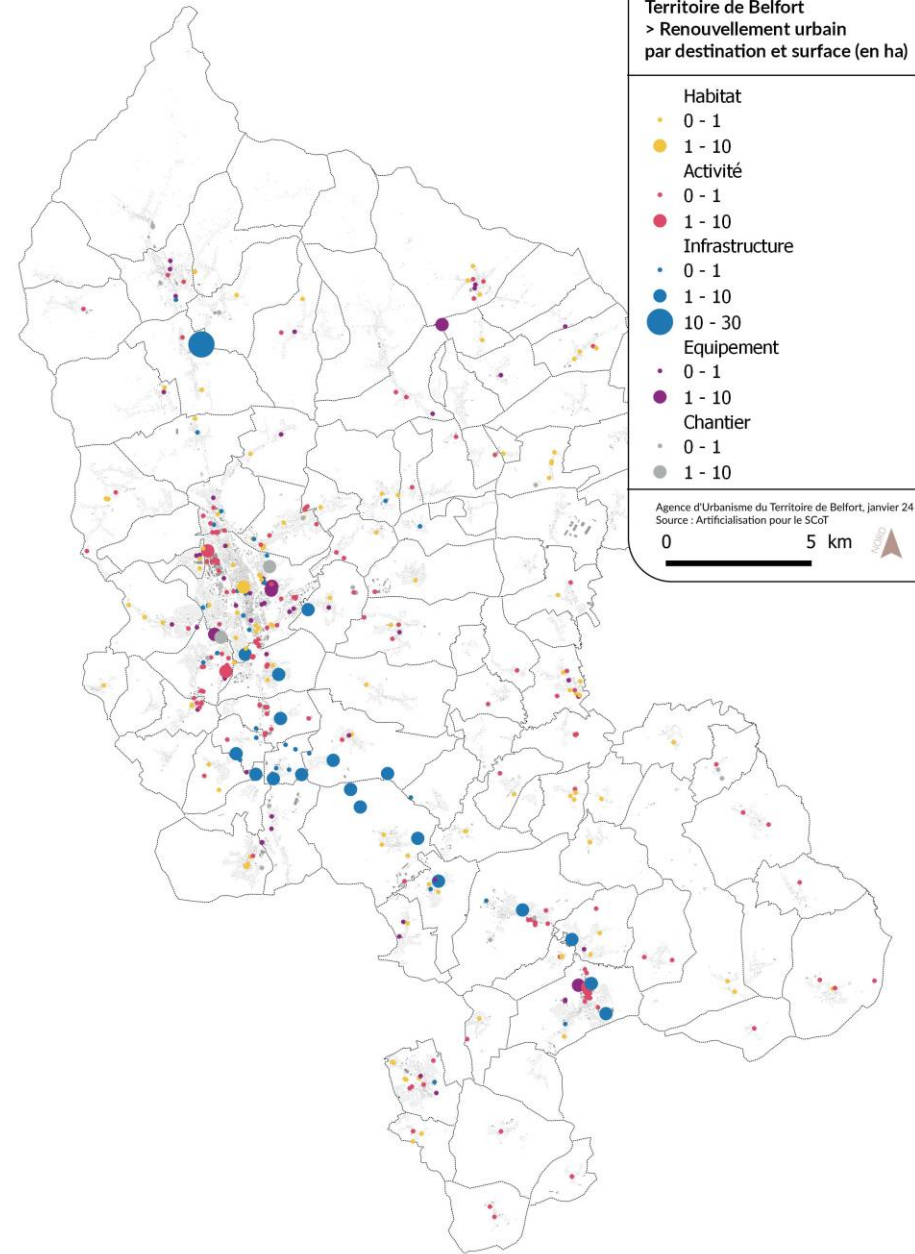 Territoire de Belfort
> Renouvellement urbain
par destination et surface (en ha)
Habitat
0 - 1
1 - 10
Activité
0 - 1
1 - 10
Infrastructure
0 - 1
1 - 10
10 - 30
Equipement
0 - 1
1 - 10
Chantier
0 - 1
1 - 10
Agence d'Urbanisme du Territoire de Belfort, janvier 24
Source : Artificialisation pour le SCoT
0 5 km
NORD